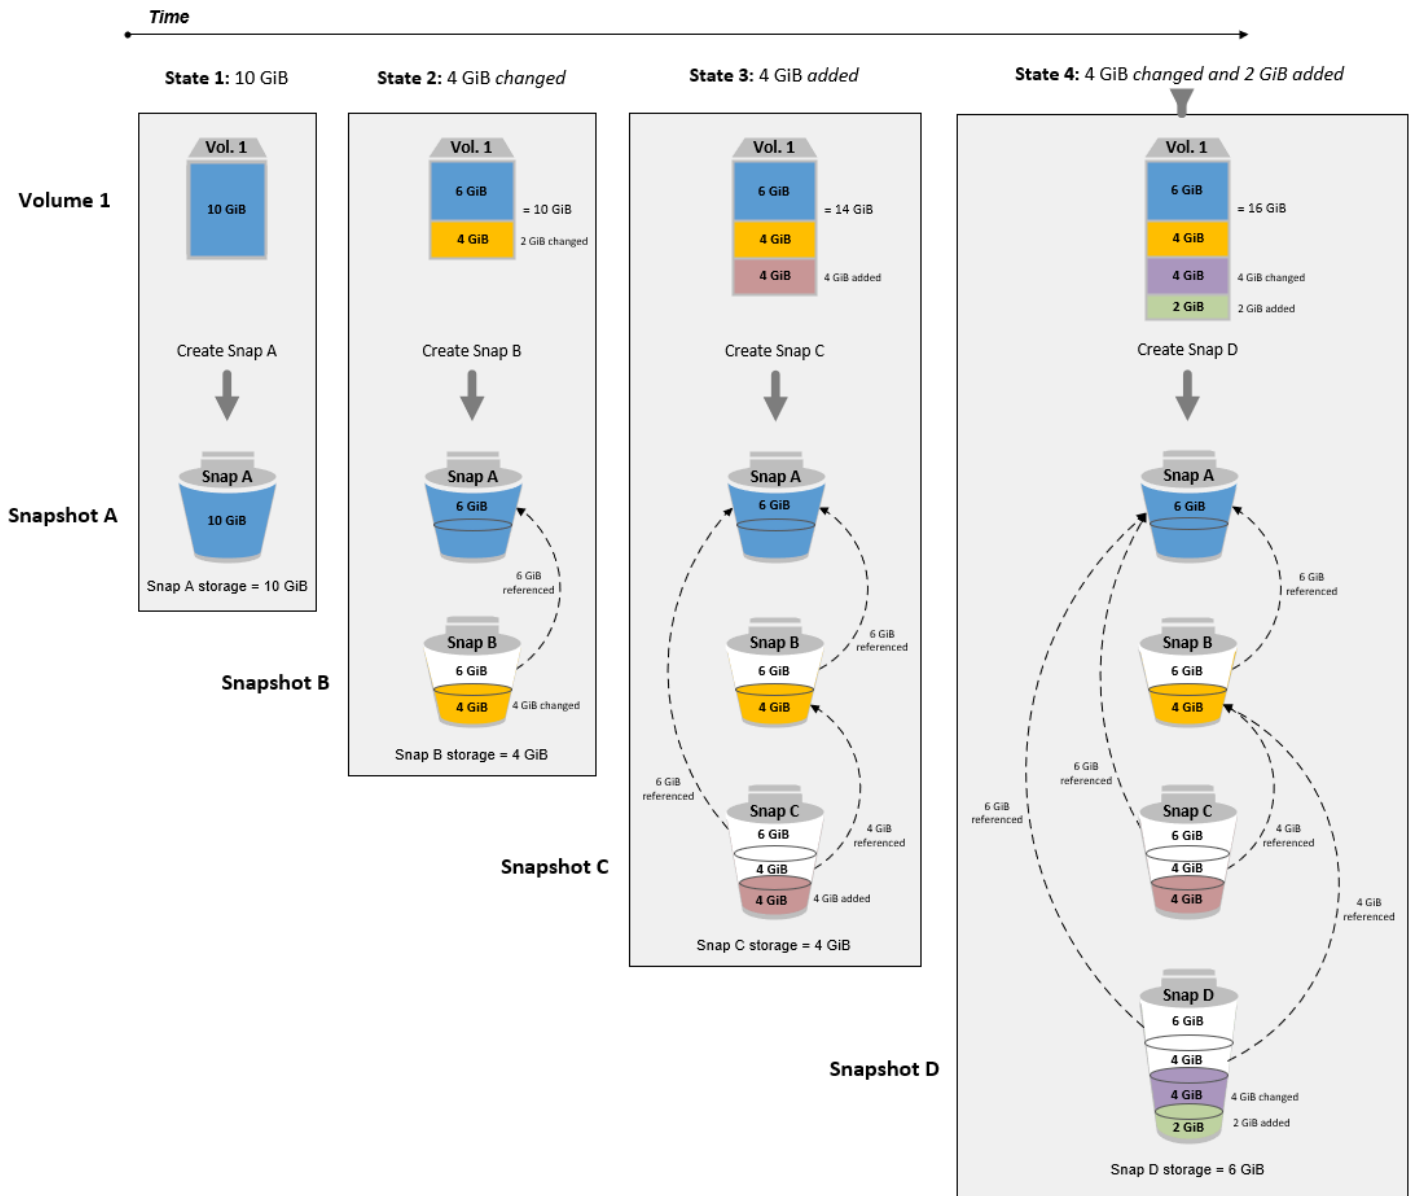 Time
State 1: 10 GiB
State 2: 4 GiB changed
State 3: 4 GiB added
State 4: 4 GiB changed and 2 GiB added
Volume 1
Vol. 1
10 GiB
Vol. 1
6 GiB
= 10 GiB
4 GiB
2 GiB changed
Vol. 1
6 GiB
= 14 GiB
4 GiB
4 GiB
4 GiB added
Vol. 1
6 GiB
= 16 GiB
4 GiB
4 GiB
4 GiB changed
2 GiB
2 GiB added
Create Snap A
Create Snap B
Create Snap C
Create Snap D
Snapshot A
Snap A
10 GiB
Snap A storage = 10 GiB
Snap A
6 GiB
6 GiB
referenced
Snap A
6 GiB
6 GiB
referenced
Snap A
6 GiB
6 GiB
referenced
Snapshot B
Snap B
6 GiB
4 GiB
4 GiB changed
Snap B storage = 4 GiB
Snap B
6 GiB
4 GiB
6 GiB
referenced
4 GiB
referenced
Snap B
6 GiB
4 GiB
6 GiB
referenced
6 GiB
referenced
4 GiB
referenced
4 GiB
referenced
Snapshot C
Snap C
6 GiB
4 GiB
4 GiB
4 GiB added
Snap C storage = 4 GiB
Snap C
6 GiB
4 GiB
4 GiB
Snapshot D
Snap D
6 GiB
4 GiB
4 GiB
4 GiB changed
2 GiB
2 GiB added
Snap D storage = 6 GiB